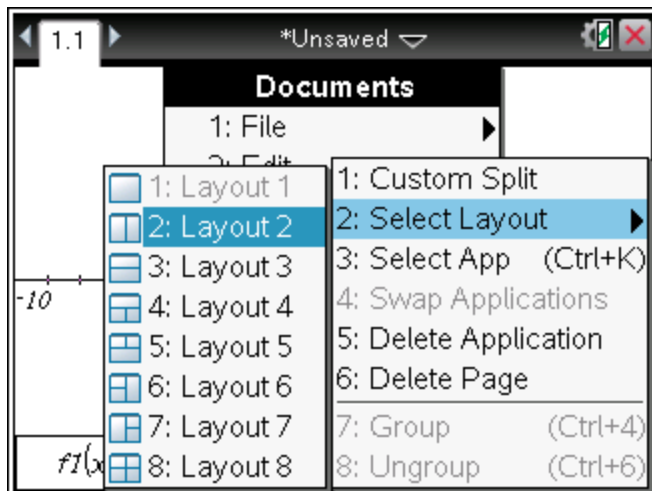 1.1 *Unsaved
Documents
1: File
2: Edit
1: Layout 1
2: Layout 2
3: Layout 3
4: Layout 4
5: Layout 5
6: Layout 6
7: Layout 7
8: Layout 8
1: Custom Split
2: Select Layout
3: Select App (Ctrl+K)
4: Swap Applications
5: Delete Application
6: Delete Page
7: Group (Ctrl+4)
8: Ungroup (Ctrl+6)
-10
f1(x